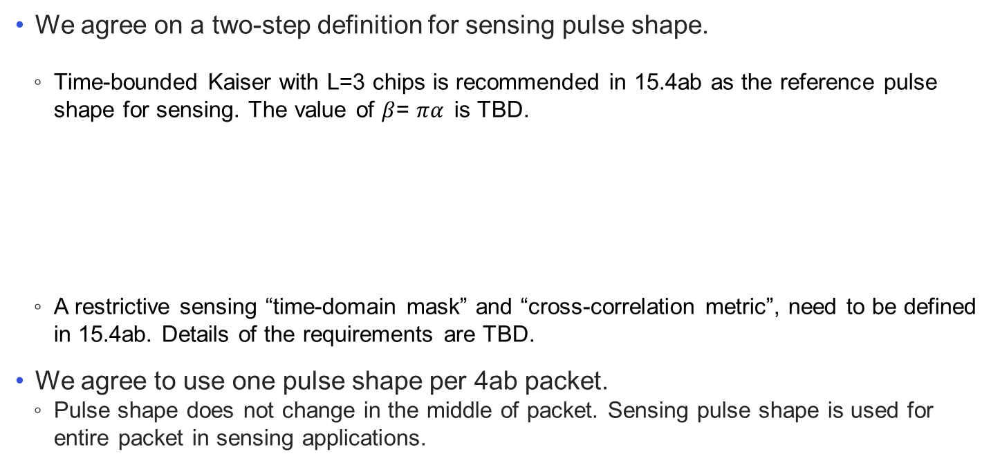 • We agree on a two-step definition for sensing pulse shape.
◦ Time-bounded Kaiser with L=3 chips is recommended in 15.4ab as the reference pulse
shape for sensing. The value of 𝛽= 𝜋𝛼 is TBD.
◦ A restrictive sensing “time-domain mask” and “cross-correlation metric”, need to be defined
in 15.4ab. Details of the requirements are TBD.
• We agree to use one pulse shape per 4ab packet.
◦ Pulse shape does not change in the middle of packet. Sensing pulse shape is used for
entire packet in sensing applications.